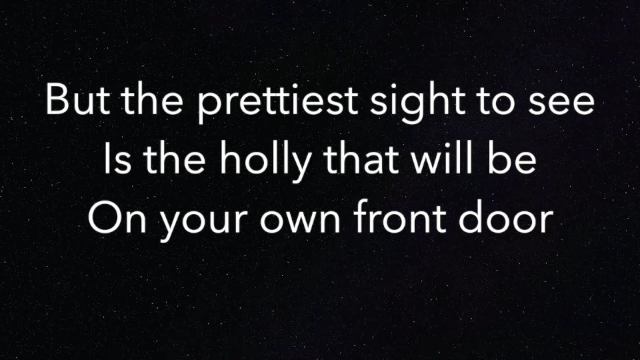 But the prettiest sight to see
Is the holly that will be
On your own front door